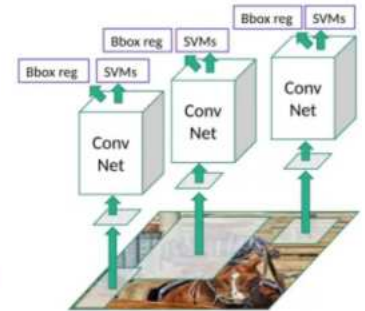 Bbox reg SVMs
Bbox reg SVMs
Bbox reg SVMs
Conv
Net
Conv
Net
Conv
Net